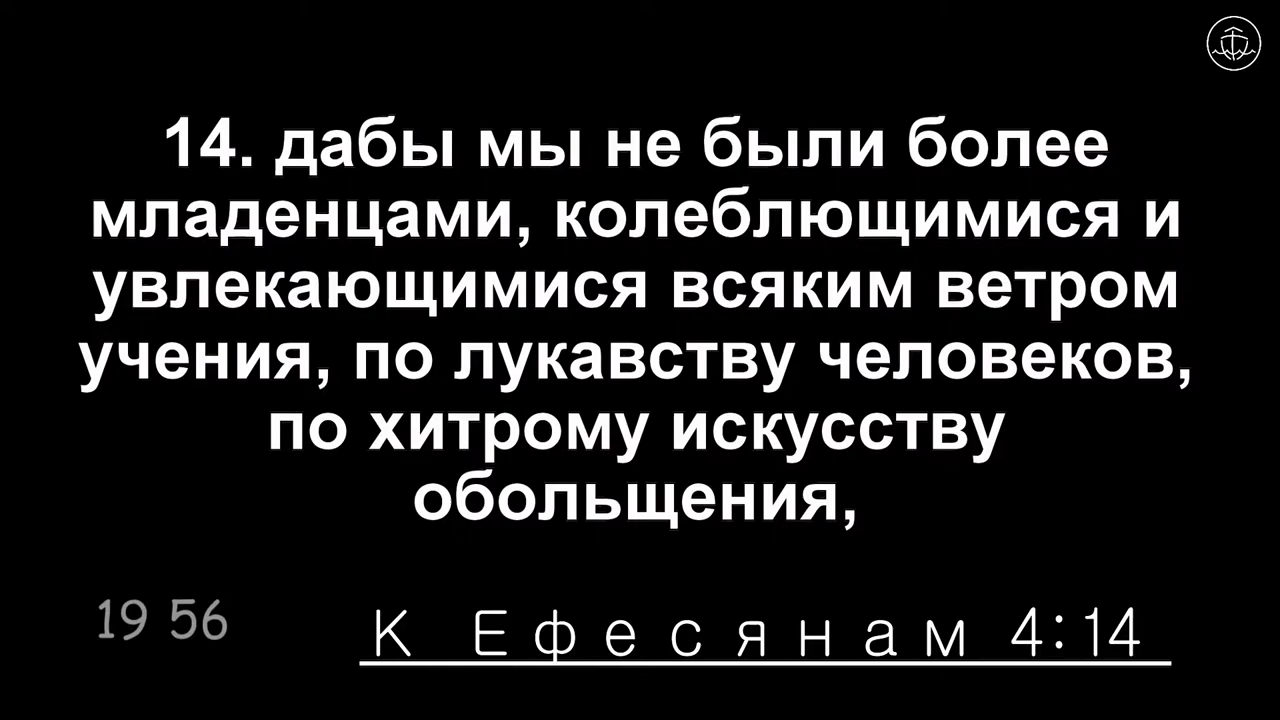 14. дабы мы не были более
младенцами, колеблющимися и
увлекающимися всяким ветром
учения, по лукавству человеков,
по хитрому искусству
обольщения,
19 56
К Ефесянам 4:14